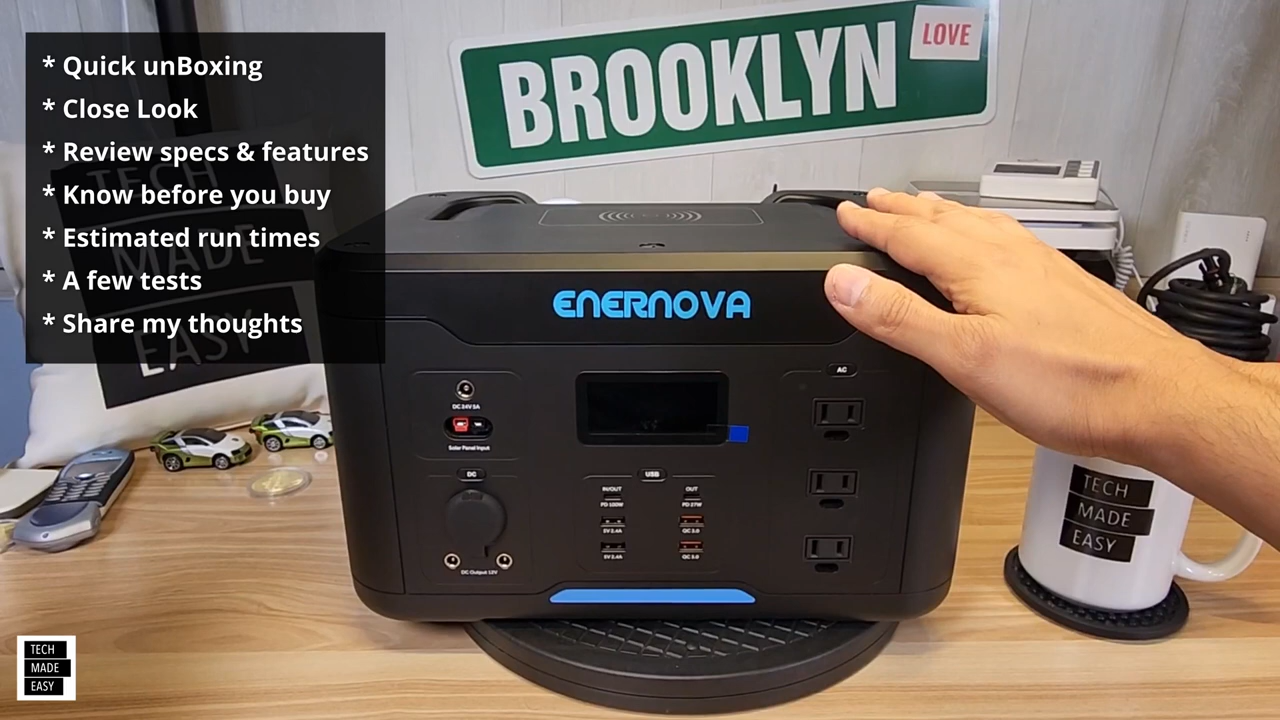 * Quick unBoxing
* Close Look
* Review specs & features
* Know before you buy
* Estimated run times
* A few tests
* Share my thoughts
TECH
MADE
EASY
BROOKLYN
LOVE
ENERNOVA
DC 24V 5A
Solar Panel Input
DC
DC Output 12V
USB
IN/OUT
OUT
PD 100W
PD 27W
5V 2.4A
QC 3.0
5V 2.4A
QC 3.0
AC
TECH
MADE
EASY
TECH
MADE
EASY